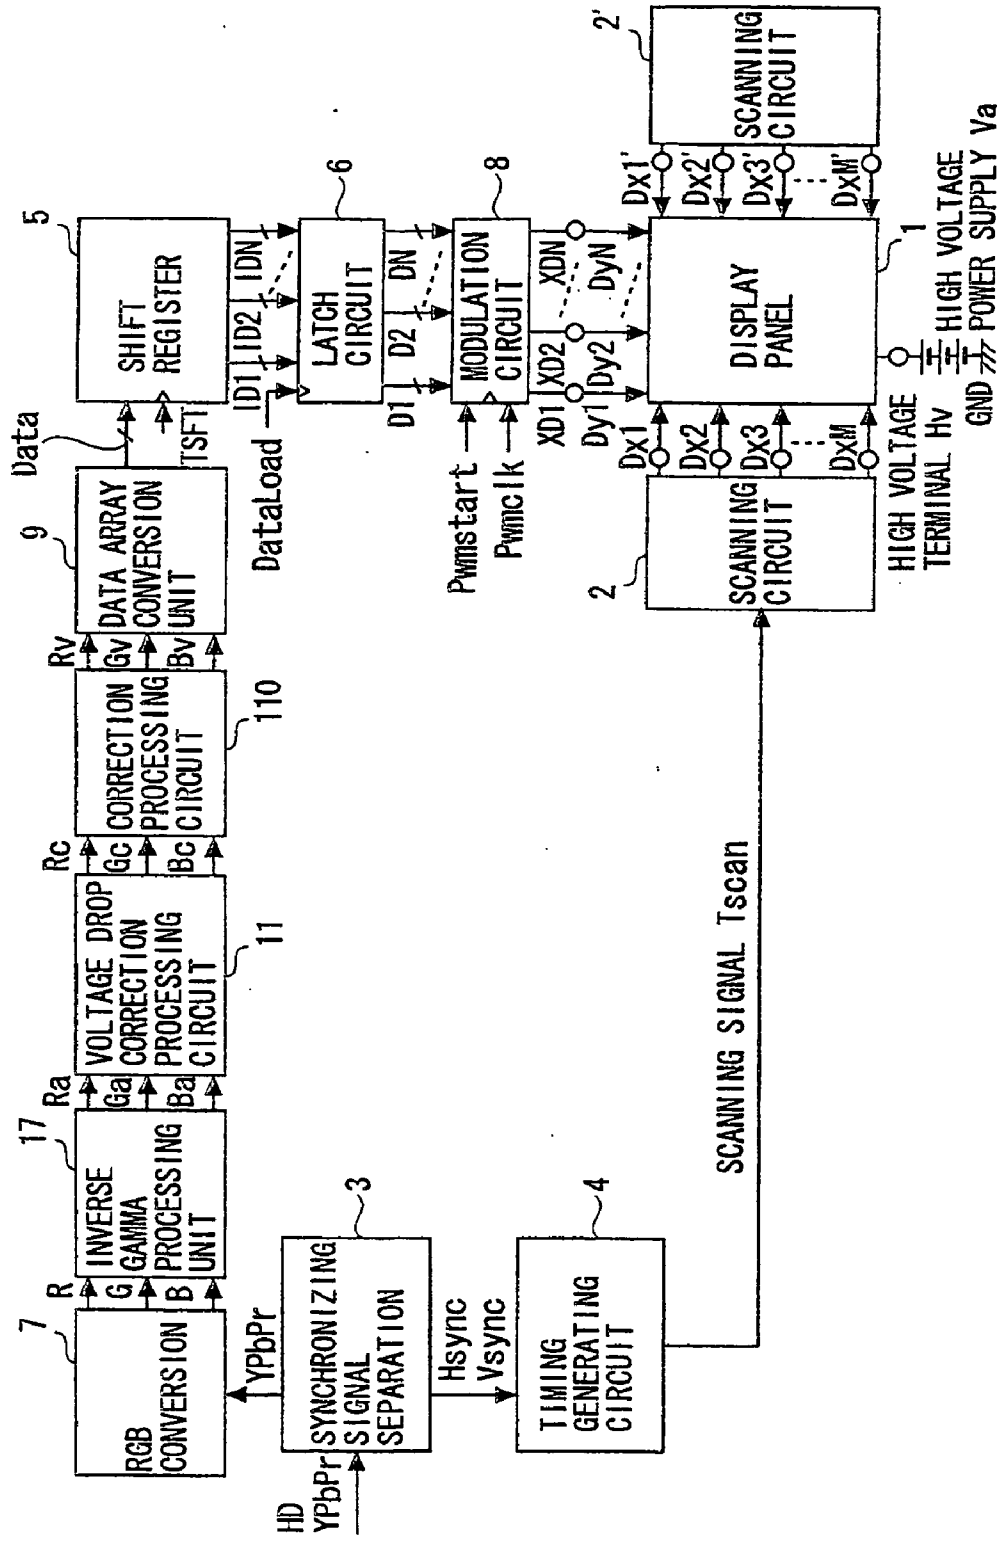 7
RGB
CONVERSION
R
G
B
17
INVERSE
GAMMA
PROCESSING
UNIT
Ra
Ga
Ba
VOLTAGE DROP
CORRECTION
PROCESSING
CIRCUIT
11
Rc
Gc
Bc
CORRECTION
PROCESSING
CIRCUIT
110
Rv
Gv
Bv
9
DATA ARRAY
CONVERSION
UNIT
Data
TSFT
5
SHIFT
REGISTER
ID1
ID2
IDN
DataLoad
6
LATCH
CIRCUIT
D1
D2
DN
Pwmstart
Pwmclk
8
MODULATION
CIRCUIT
XD1
XD2
XDN
Dy1
Dy2
DyN
HD
YPbPr
YPbPr
3
SYNCHRONIZING
SIGNAL
SEPARATION
Hsync
Vsync
4
TIMING
GENERATING
CIRCUIT
SCANNING SIGNAL Tscan
2
SCANNING
CIRCUIT
Dx1
Dx2
Dx3
DxM
DISPLAY
PANEL
1
Dx1'
Dx2'
Dx3'
DxM'
2'
SCANNING
CIRCUIT
HIGH VOLTAGE
TERMINAL Hv
GND
HIGH VOLTAGE
POWER SUPPLY Va